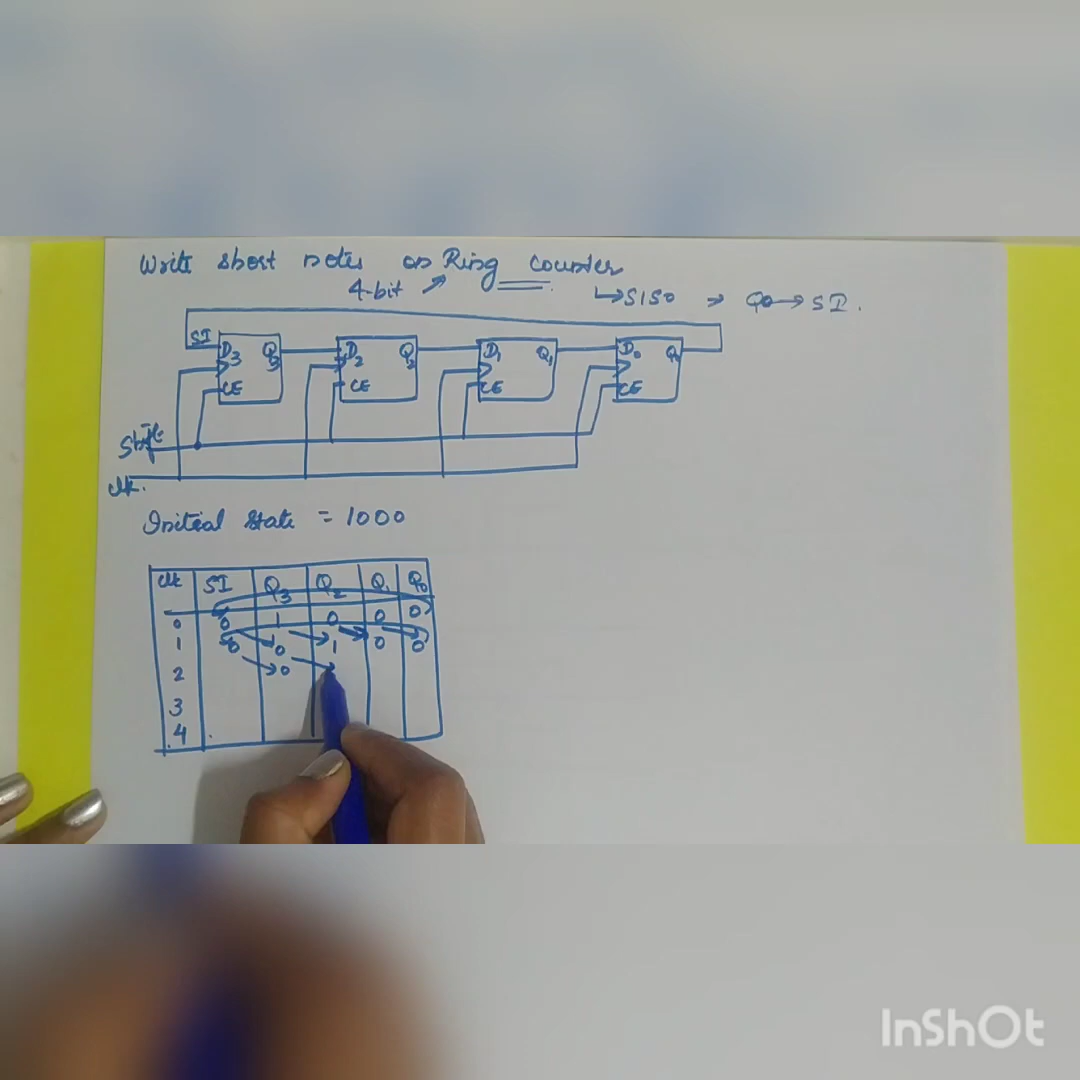 Write short notes on Ring counter
4-bit ↗ ↳ SISO → Q0 → SI.
SI
D3 Q3 D2 Q2 D1 Q1 D0 Q
CE CE CE CE
Shift
clk.
Initial state = 1000
clk SI Q3 Q2 Q1 Q0
0 0 1 0 0 0
1 0 0 1 0 0
2 0
3
4
InShOt